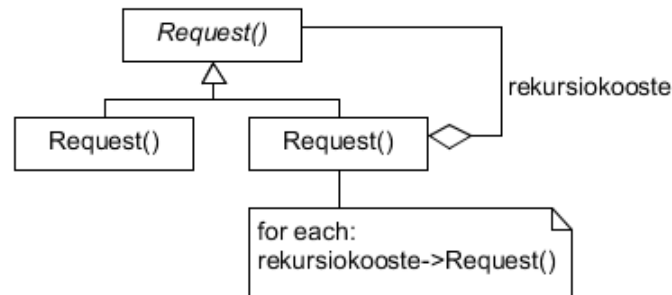 Request()
rekursiokooste
Request()
Request()
for each:
rekursiokooste->Request()